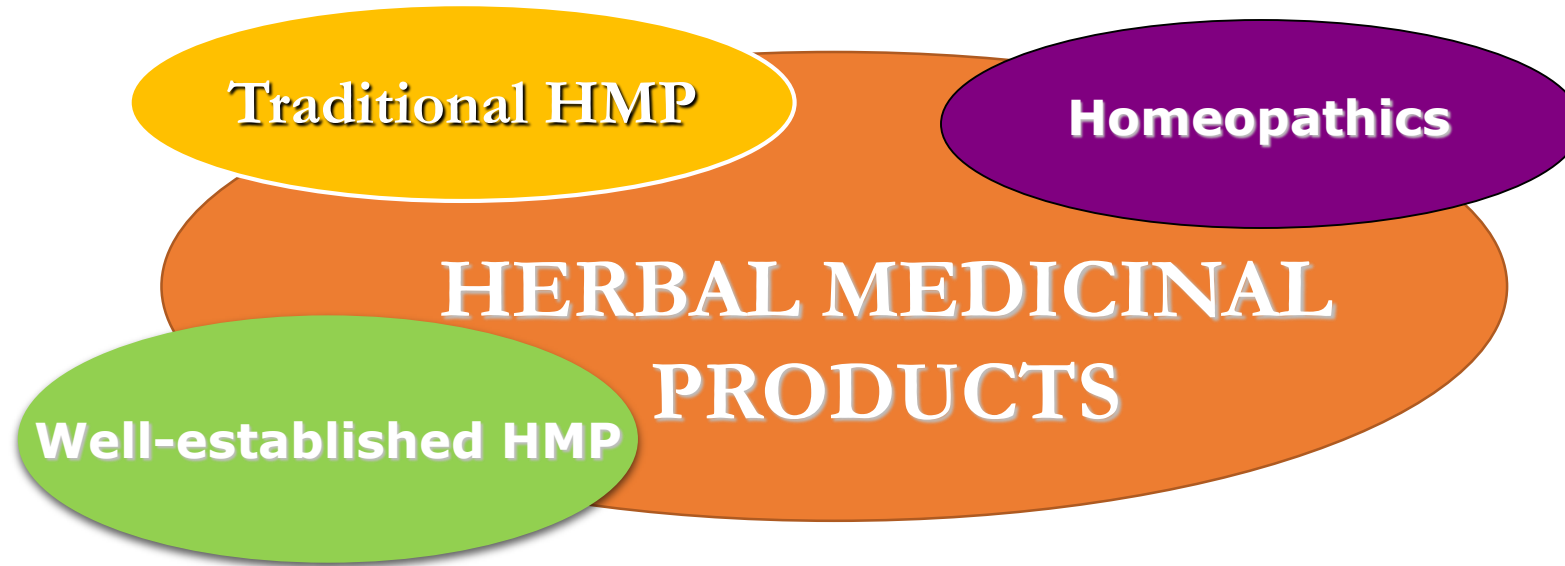 Traditional HMP
Homeopathics
HERBAL MEDICINAL
PRODUCTS
Well-established HMP